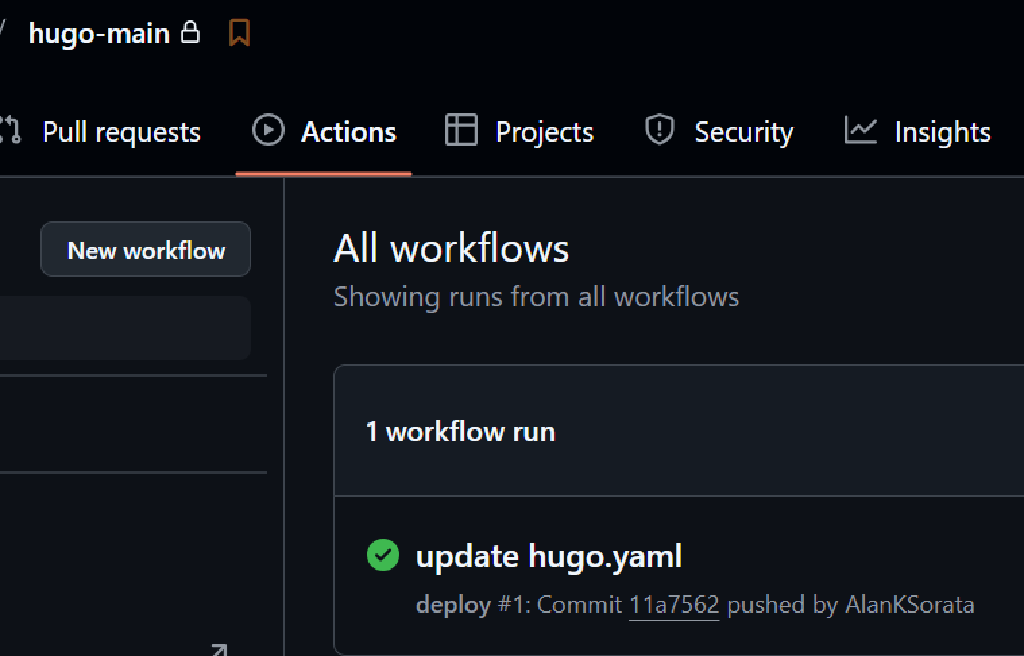 / hugo-main
Pull requests Actions Projects Security Insights
New workflow
All workflows
Showing runs from all workflows
1 workflow run
update hugo.yaml
deploy #1: Commit 11a7562 pushed by AlanKSorata